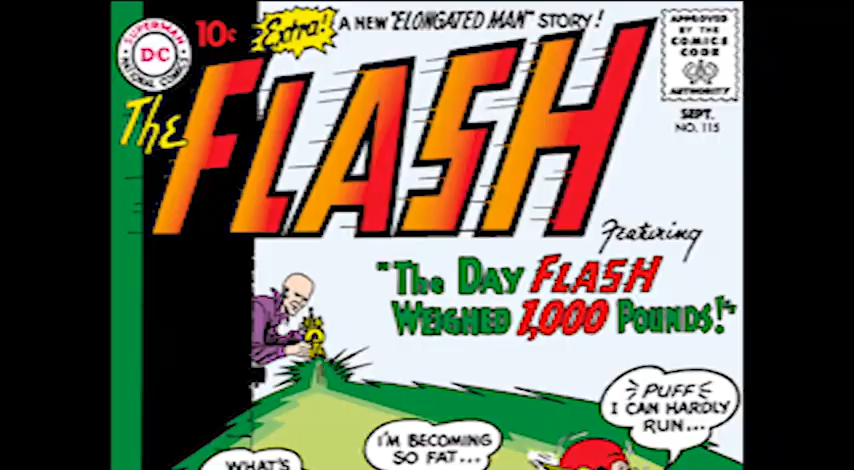 SUPERMAN
DC
NATIONAL COMICS
10¢
Extra!
A NEW "ELONGATED MAN" STORY!
APPROVED
BY THE
COMICS
CODE
AUTHORITY
SEPT.
NO. 115
The
FLASH
Featuring
"The DAY FLASH
WEIGHED 1,000 POUNDS!"
PUFF
I CAN HARDLY
RUN...
I'M BECOMING
SO FAT...
WHAT'S